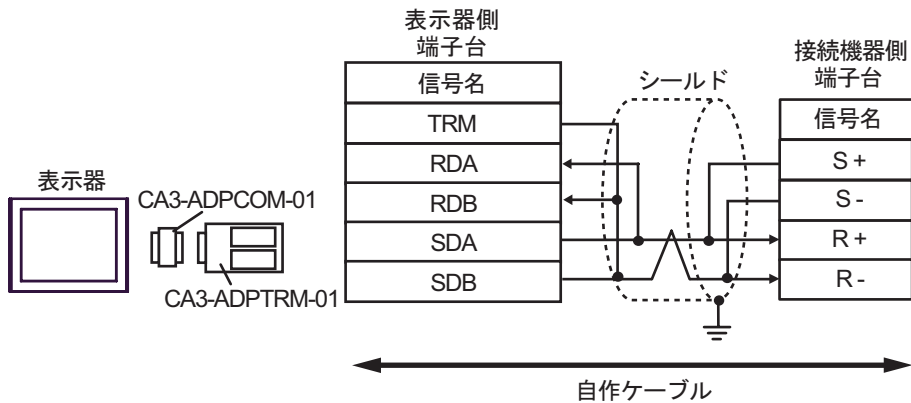 表示器
CA3-ADPCOM-01
CA3-ADPTRM-01
表示器側
端子台
信号名
TRM
RDA
RDB
SDA
SDB
シールド
接続機器側
端子台
信号名
S +
S -
R +
R -
自作ケーブル